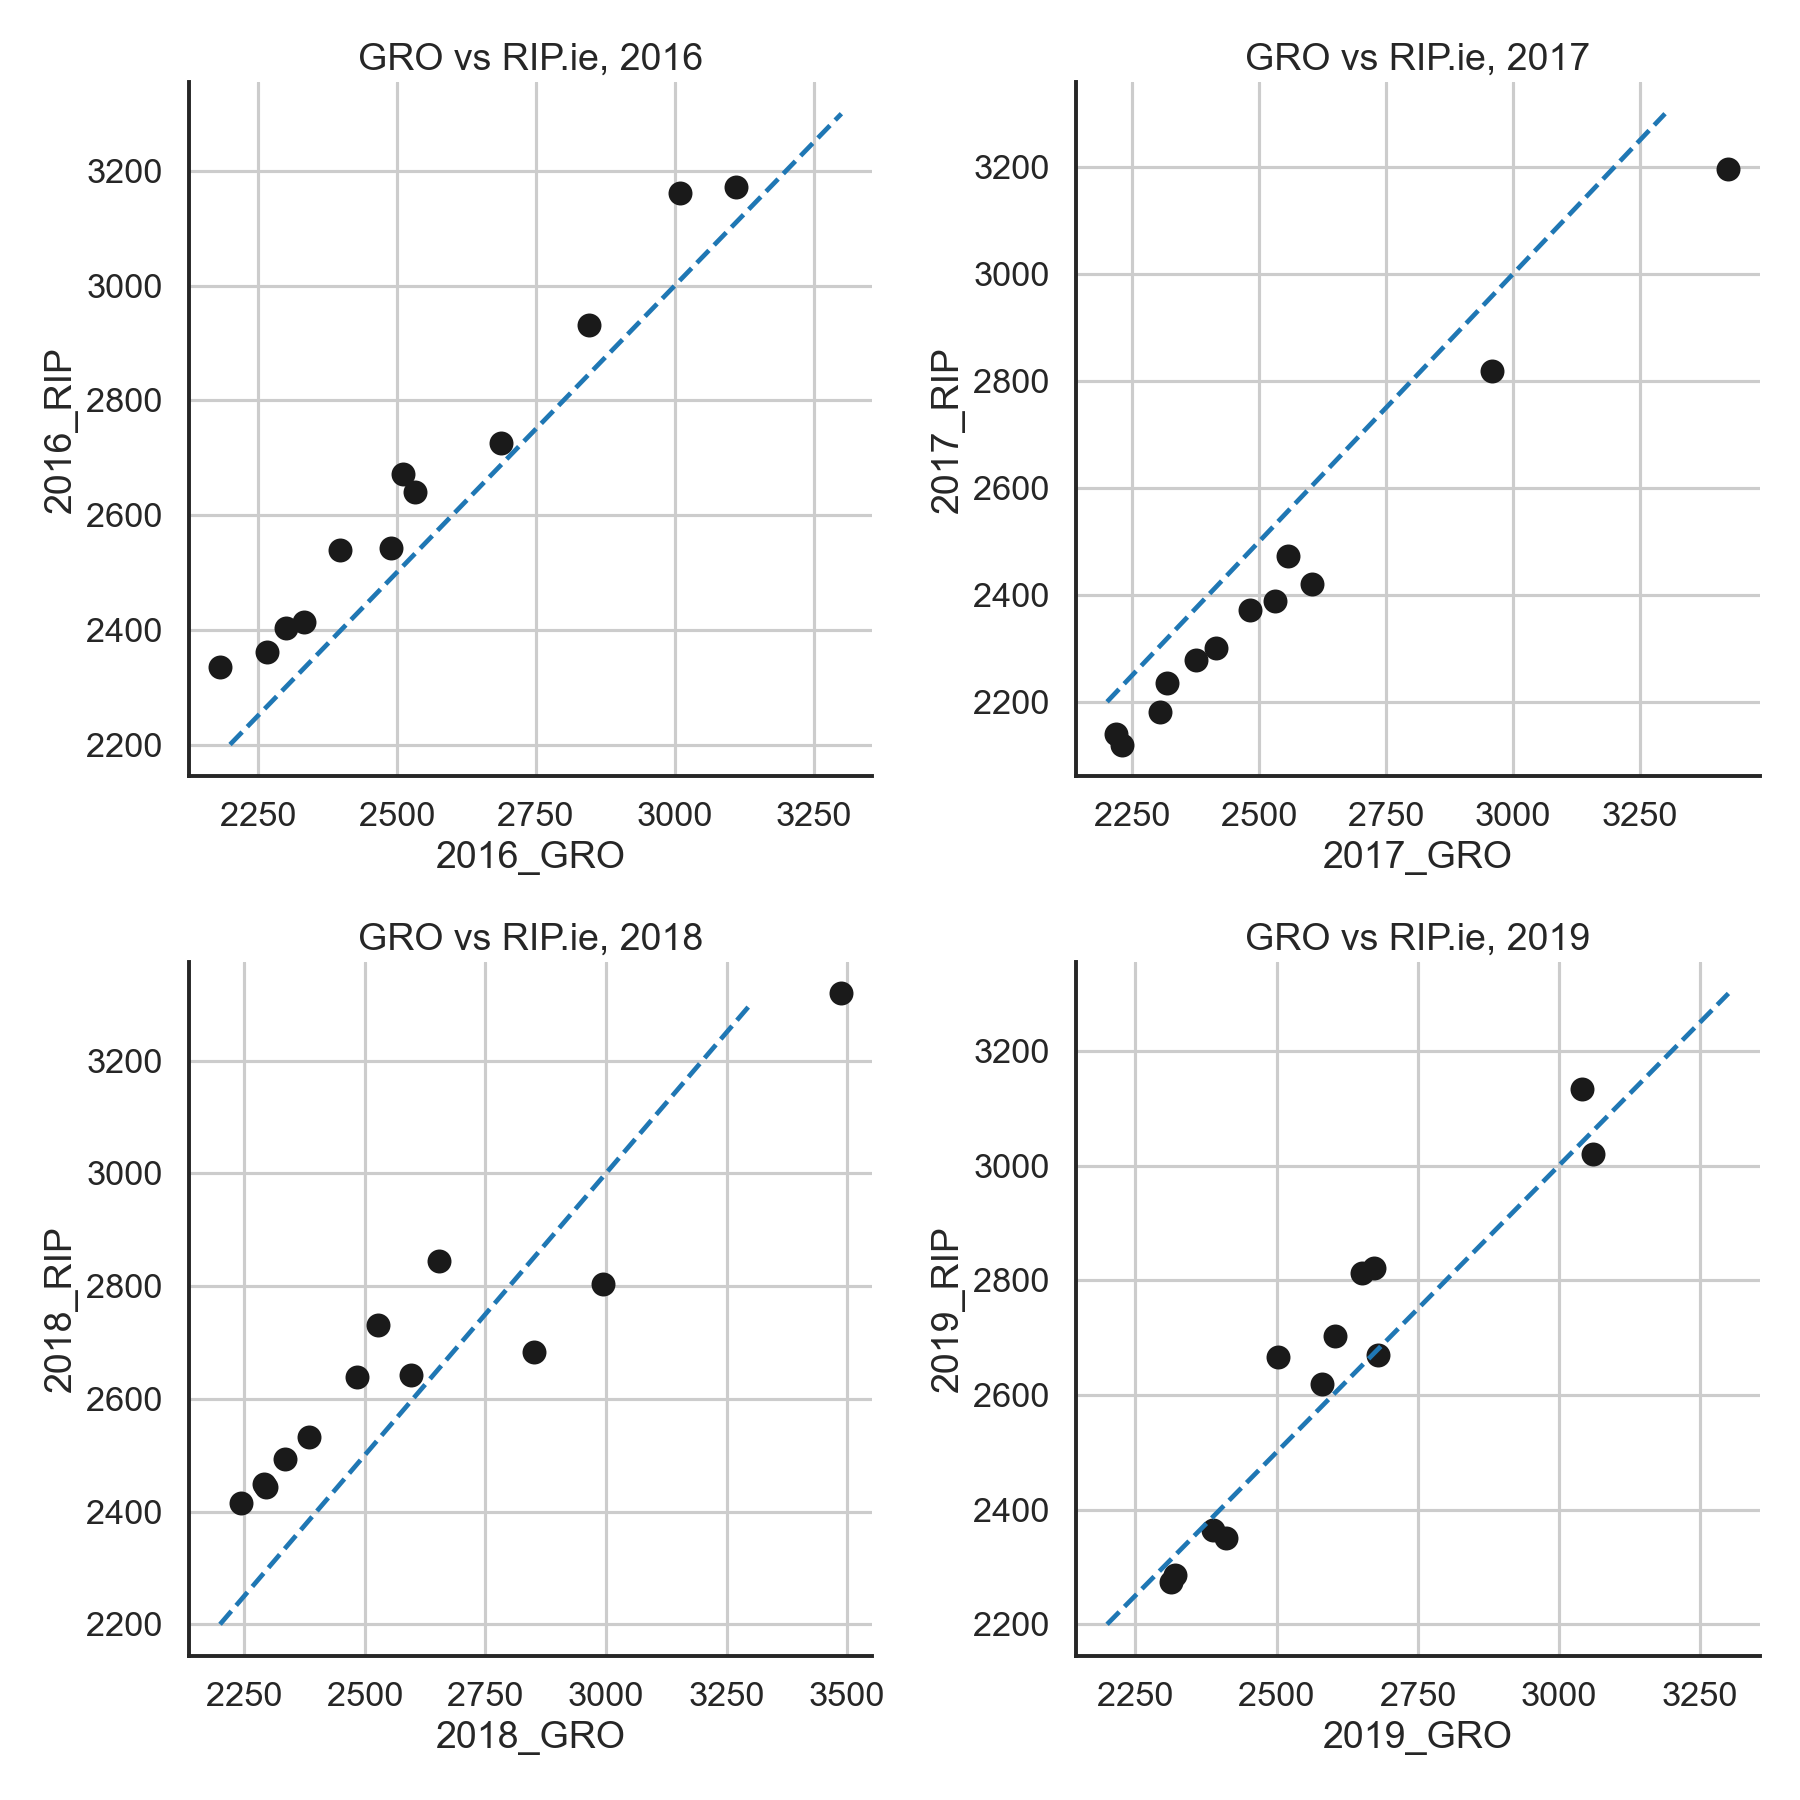 GRO vs RIP.ie, 2016
3200
3000
2800
2600
2400
2200
2016_RIP
2250 2500 2750 3000 3250
2016_GRO
GRO vs RIP.ie, 2017
3200
3000
2800
2600
2400
2200
2017_RIP
2250 2500 2750 3000 3250
2017_GRO
GRO vs RIP.ie, 2018
3200
3000
2800
2600
2400
2200
2018_RIP
2250 2500 2750 3000 3250 3500
2018_GRO
GRO vs RIP.ie, 2019
3200
3000
2800
2600
2400
2200
2019_RIP
2250 2500 2750 3000 3250
2019_GRO